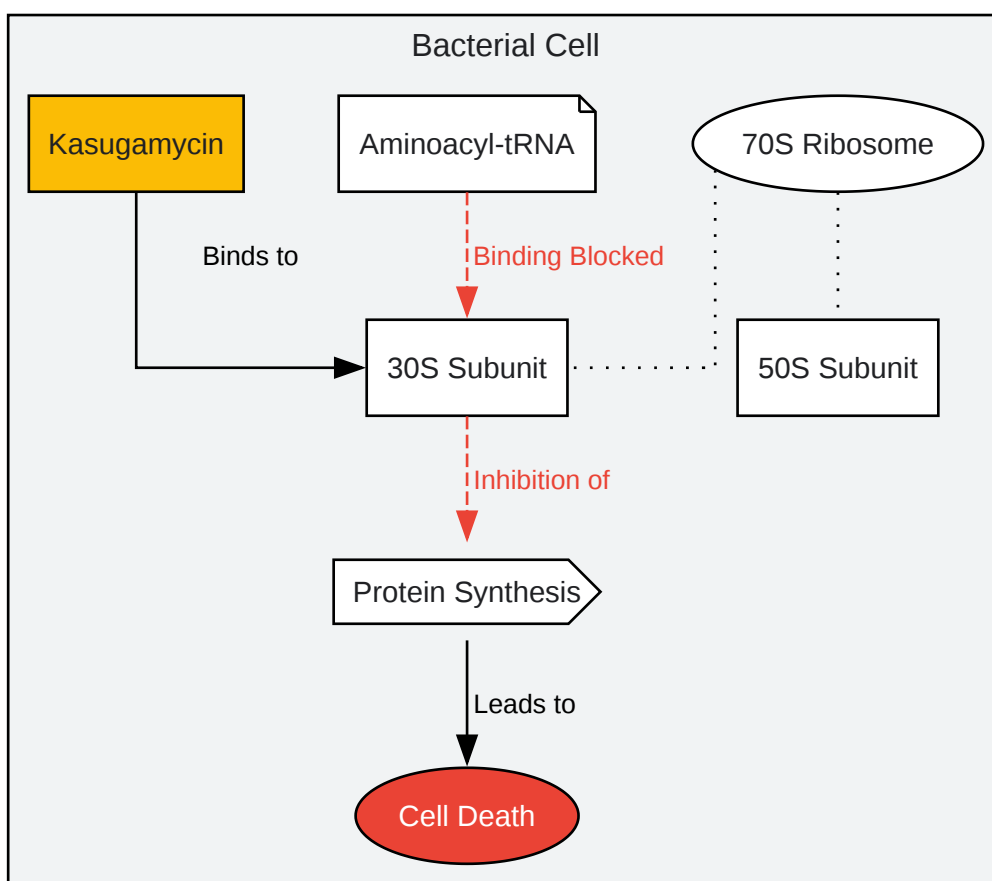 Bacterial Cell
Kasugamycin
Aminoacyl-tRNA
70S Ribosome
Binds to
Binding Blocked
30S Subunit
50S Subunit
Inhibition of
Protein Synthesis
Leads to
Cell Death